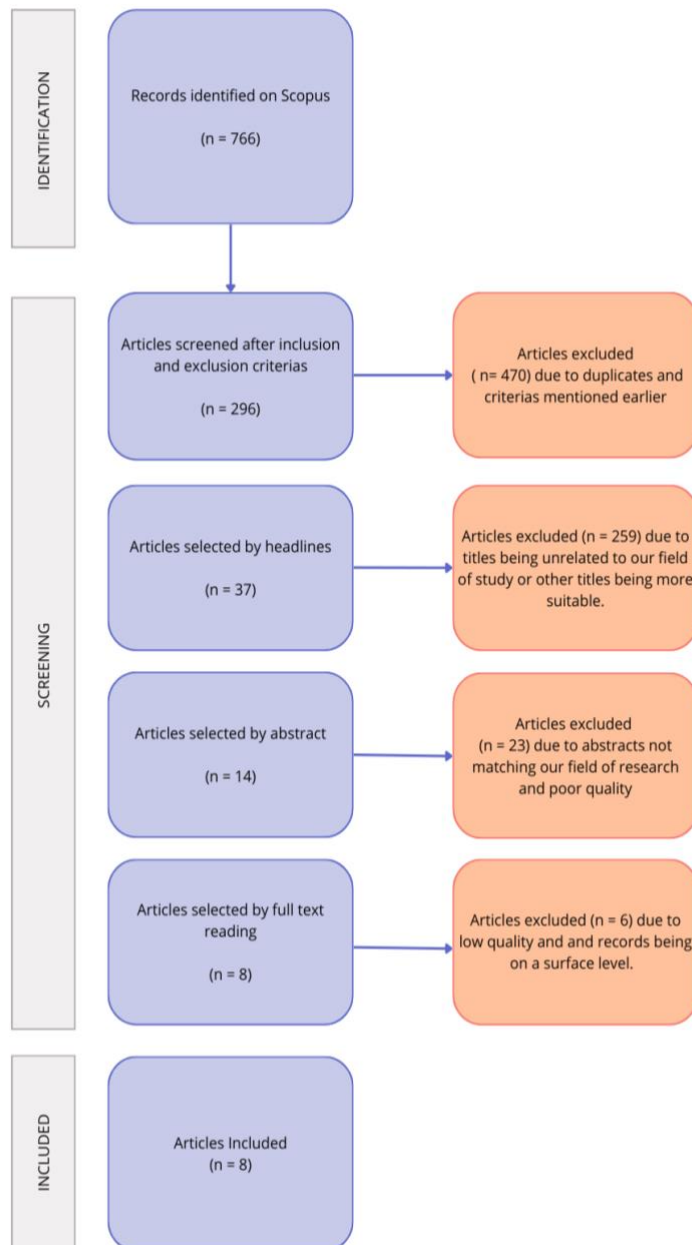 IDENTIFICATION
Records identified on Scopus
(n = 766)
SCREENING
Articles screened after inclusion
and exclusion criterias
(n = 296)
Articles excluded
( n= 470) due to duplicates and
criterias mentioned earlier
Articles selected by headlines
(n = 37)
Articles excluded (n = 259) due to
titles being unrelated to our field
of study or other titles being more
suitable.
Articles selected by abstract
(n = 14)
Articles excluded
(n = 23) due to abstracts not
matching our field of research
and poor quality
Articles selected by full text
reading
(n = 8)
Articles excluded (n = 6) due to
low quality and and records being
on a surface level.
INCLUDED
Articles Included
(n = 8)